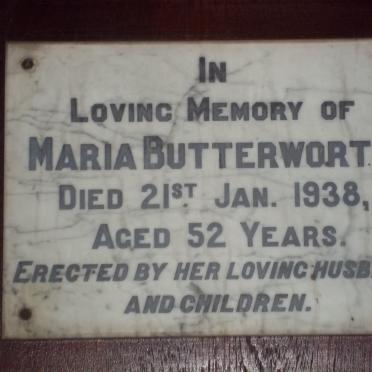 IN
LOVING MEMORY OF
MARIA BUTTERWORT
DIED 21ST. JAN. 1938,
AGED 52 YEARS.
ERECTED BY HER LOVING HUSB
AND CHILDREN.